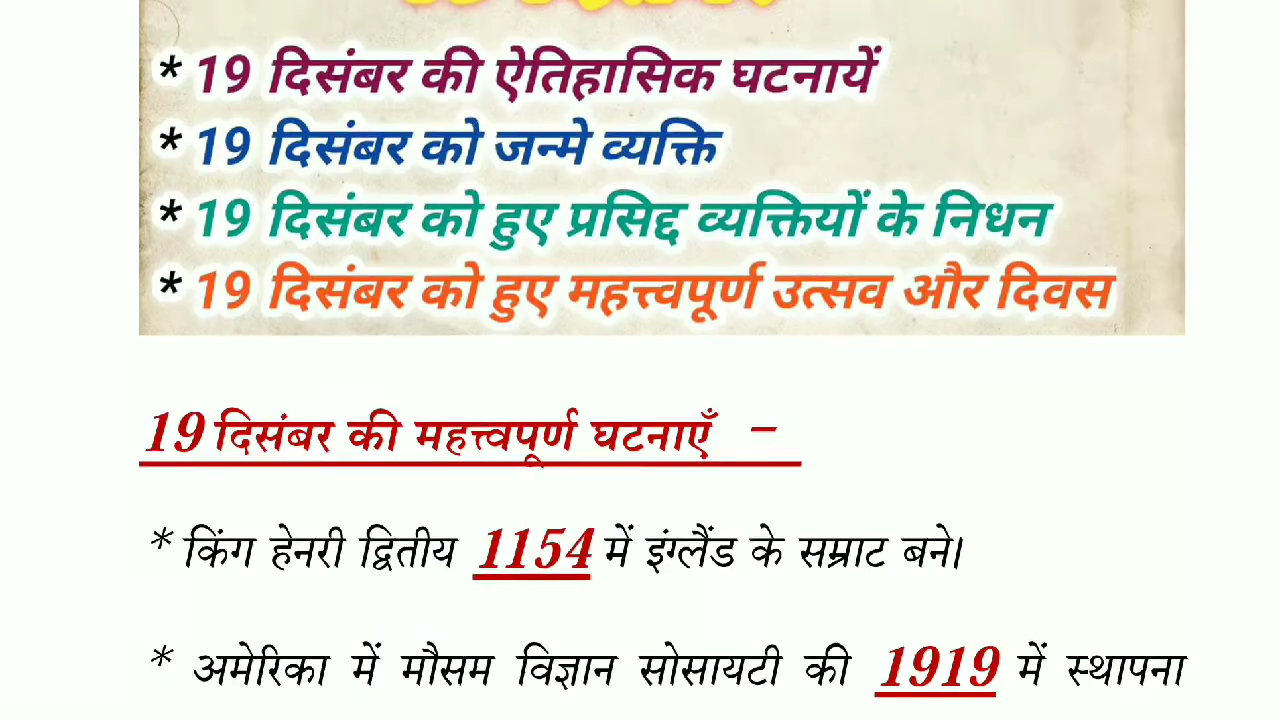 * 19 दिसंबर की ऐतिहासिक घटनायें
* 19 दिसंबर को जन्मे व्यक्ति
* 19 दिसंबर को हुए प्रसिद्द व्यक्तियों के निधन
* 19 दिसंबर को हुए महत्त्वपूर्ण उत्सव और दिवस
19 दिसंबर की महत्त्वपूर्ण घटनाएँ –
* किंग हेनरी द्वितीय 1154 में इंग्लैंड के सम्राट बने।
* अमेरिका में मौसम विज्ञान सोसायटी की 1919 में स्थापना